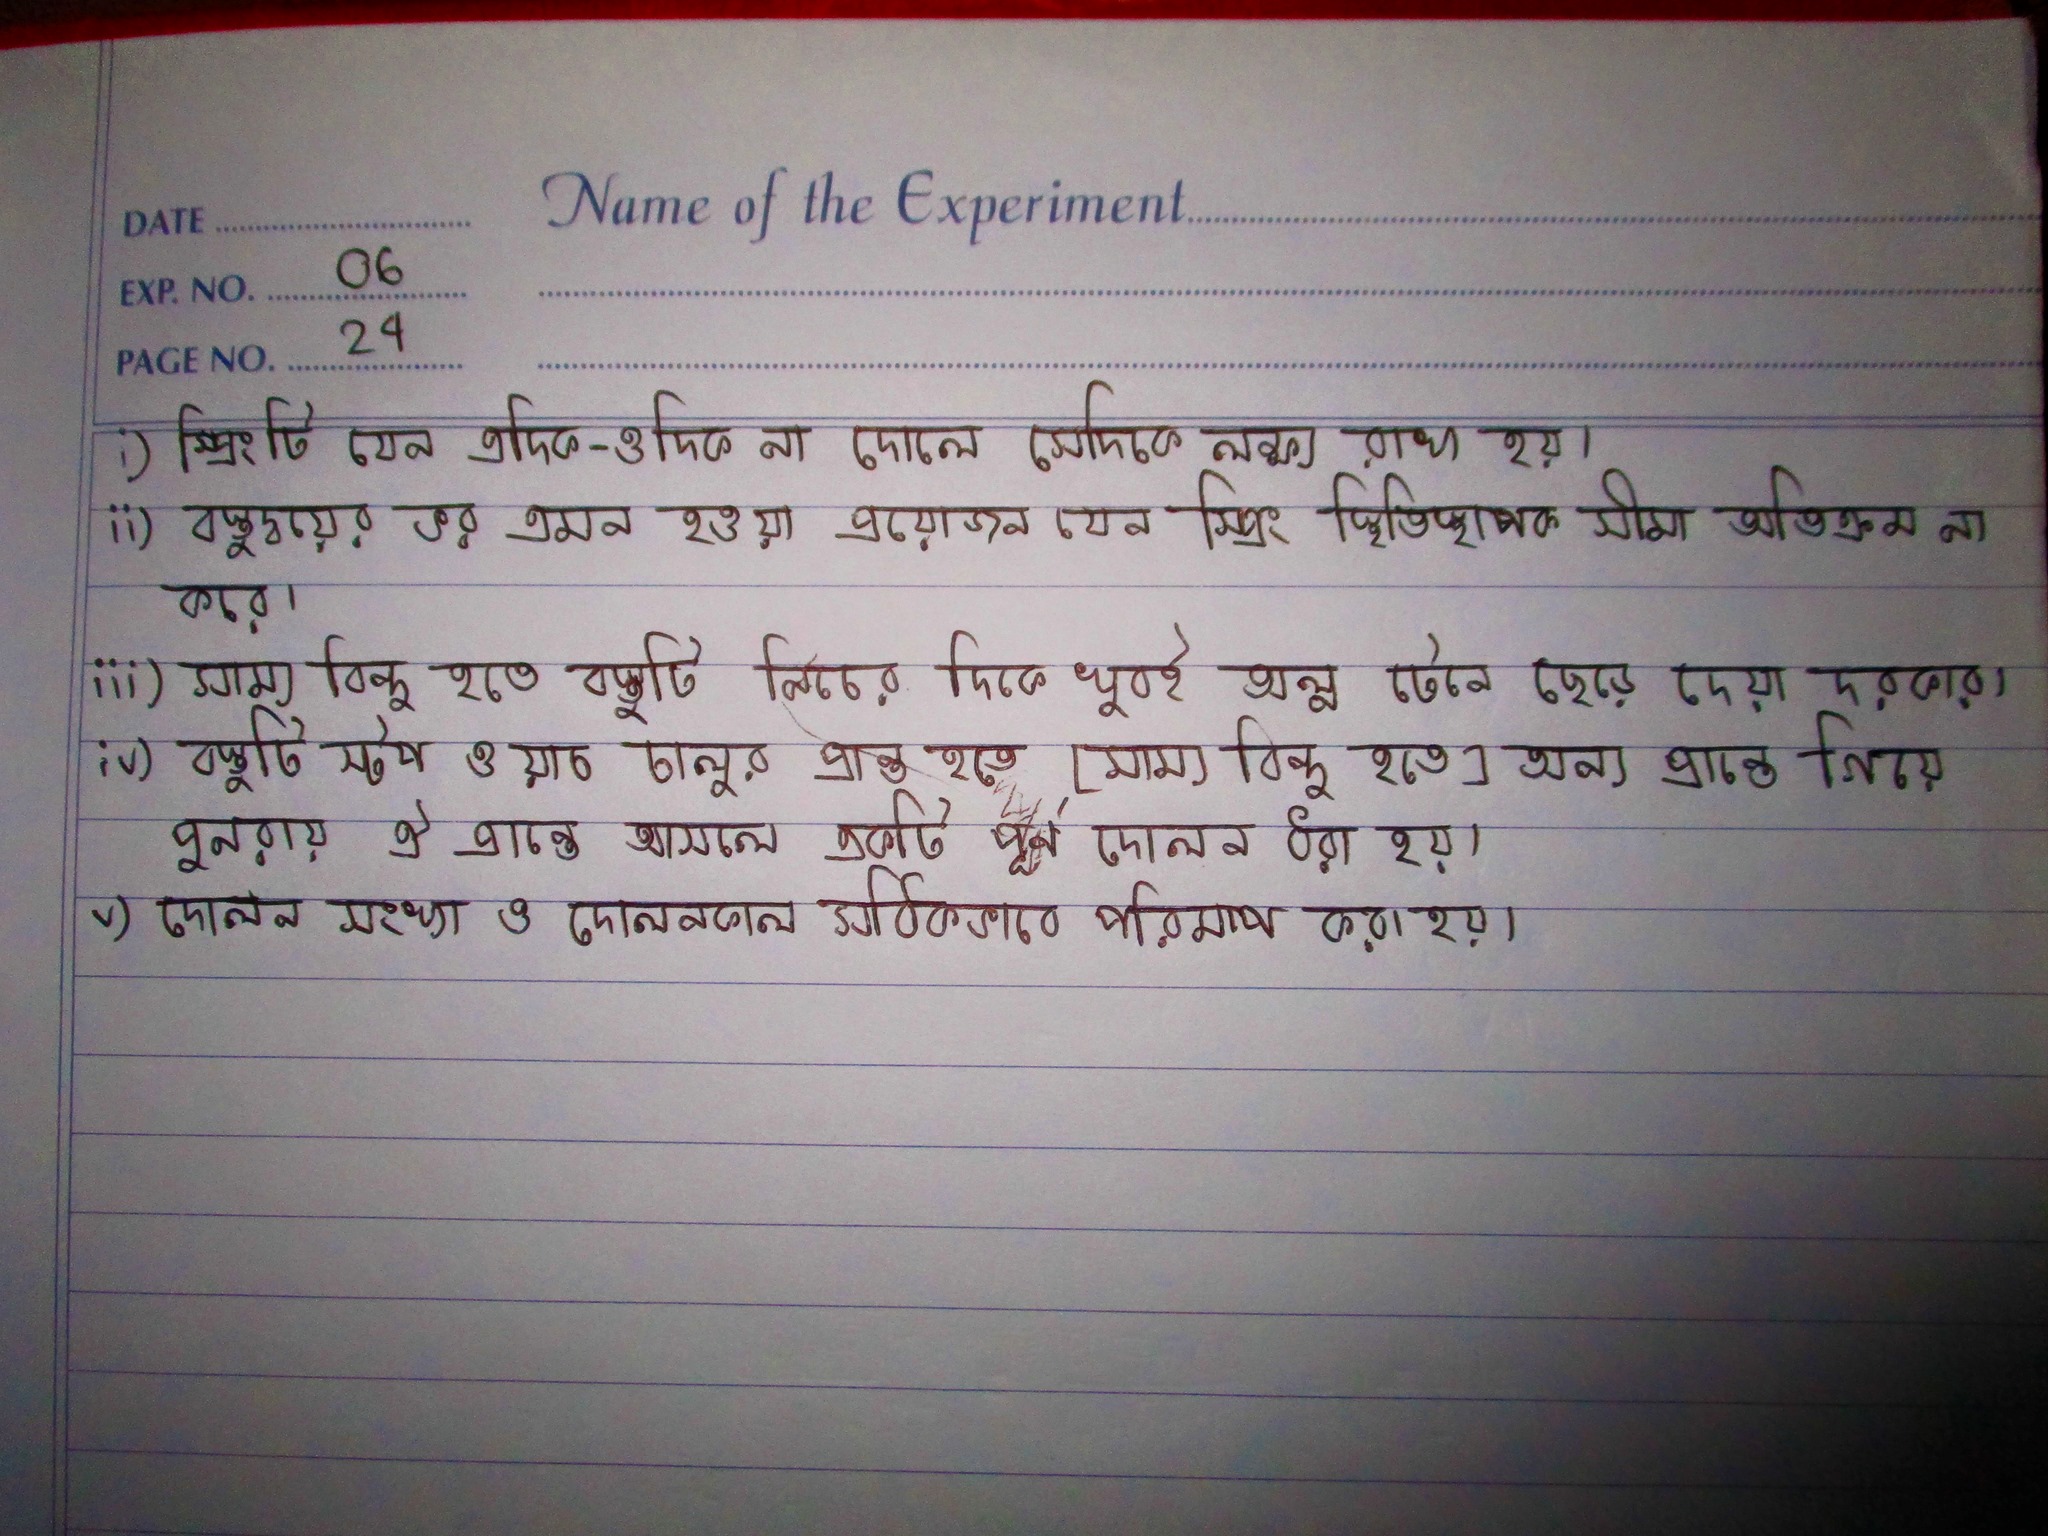 DATE ........................ Name of the Experiment........................
EXP. NO. 06
PAGE NO. 24
i) স্প্রিংটি যেন এদিক-ওদিক না দোলে সেদিকে লক্ষ্য রাখা হয়।
ii) বস্তুদ্বয়ের ভর এমন হওয়া প্রয়োজন যেন স্প্রিং স্থিতিস্থাপক সীমা অতিক্রম না
করে।
iii) সাম্য বিন্দু হতে বস্তুটি নিচের দিকে খুবই অল্প টেনে ছেড়ে দেয়া দরকার।
iv) বস্তুটি স্টপ ওয়াচ চালুর প্রান্ত হতে [সাম্য বিন্দু হতে] অন্য প্রান্তে গিয়ে
পুনরায় ঐ প্রান্তে আসলে একটি পূর্ন দোলন ধরা হয়।
v) দোলন সংখ্যা ও দোলনকাল সঠিকভাবে পরিমাপ করা হয়।